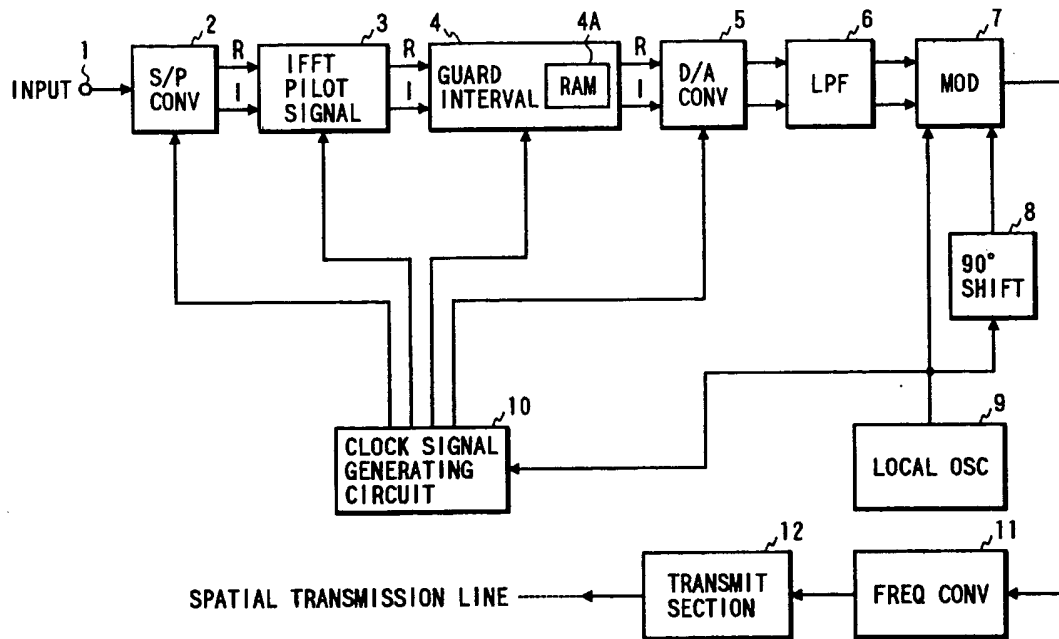 1
INPUT
2
S/P
CONV
R
I
3
IFFT
PILOT
SIGNAL
R
I
4
GUARD
INTERVAL
4A
RAM
R
I
5
D/A
CONV
6
LPF
7
MOD
8
90°
SHIFT
9
LOCAL OSC
10
CLOCK SIGNAL
GENERATING
CIRCUIT
11
FREQ CONV
12
TRANSMIT
SECTION
SPATIAL TRANSMISSION LINE